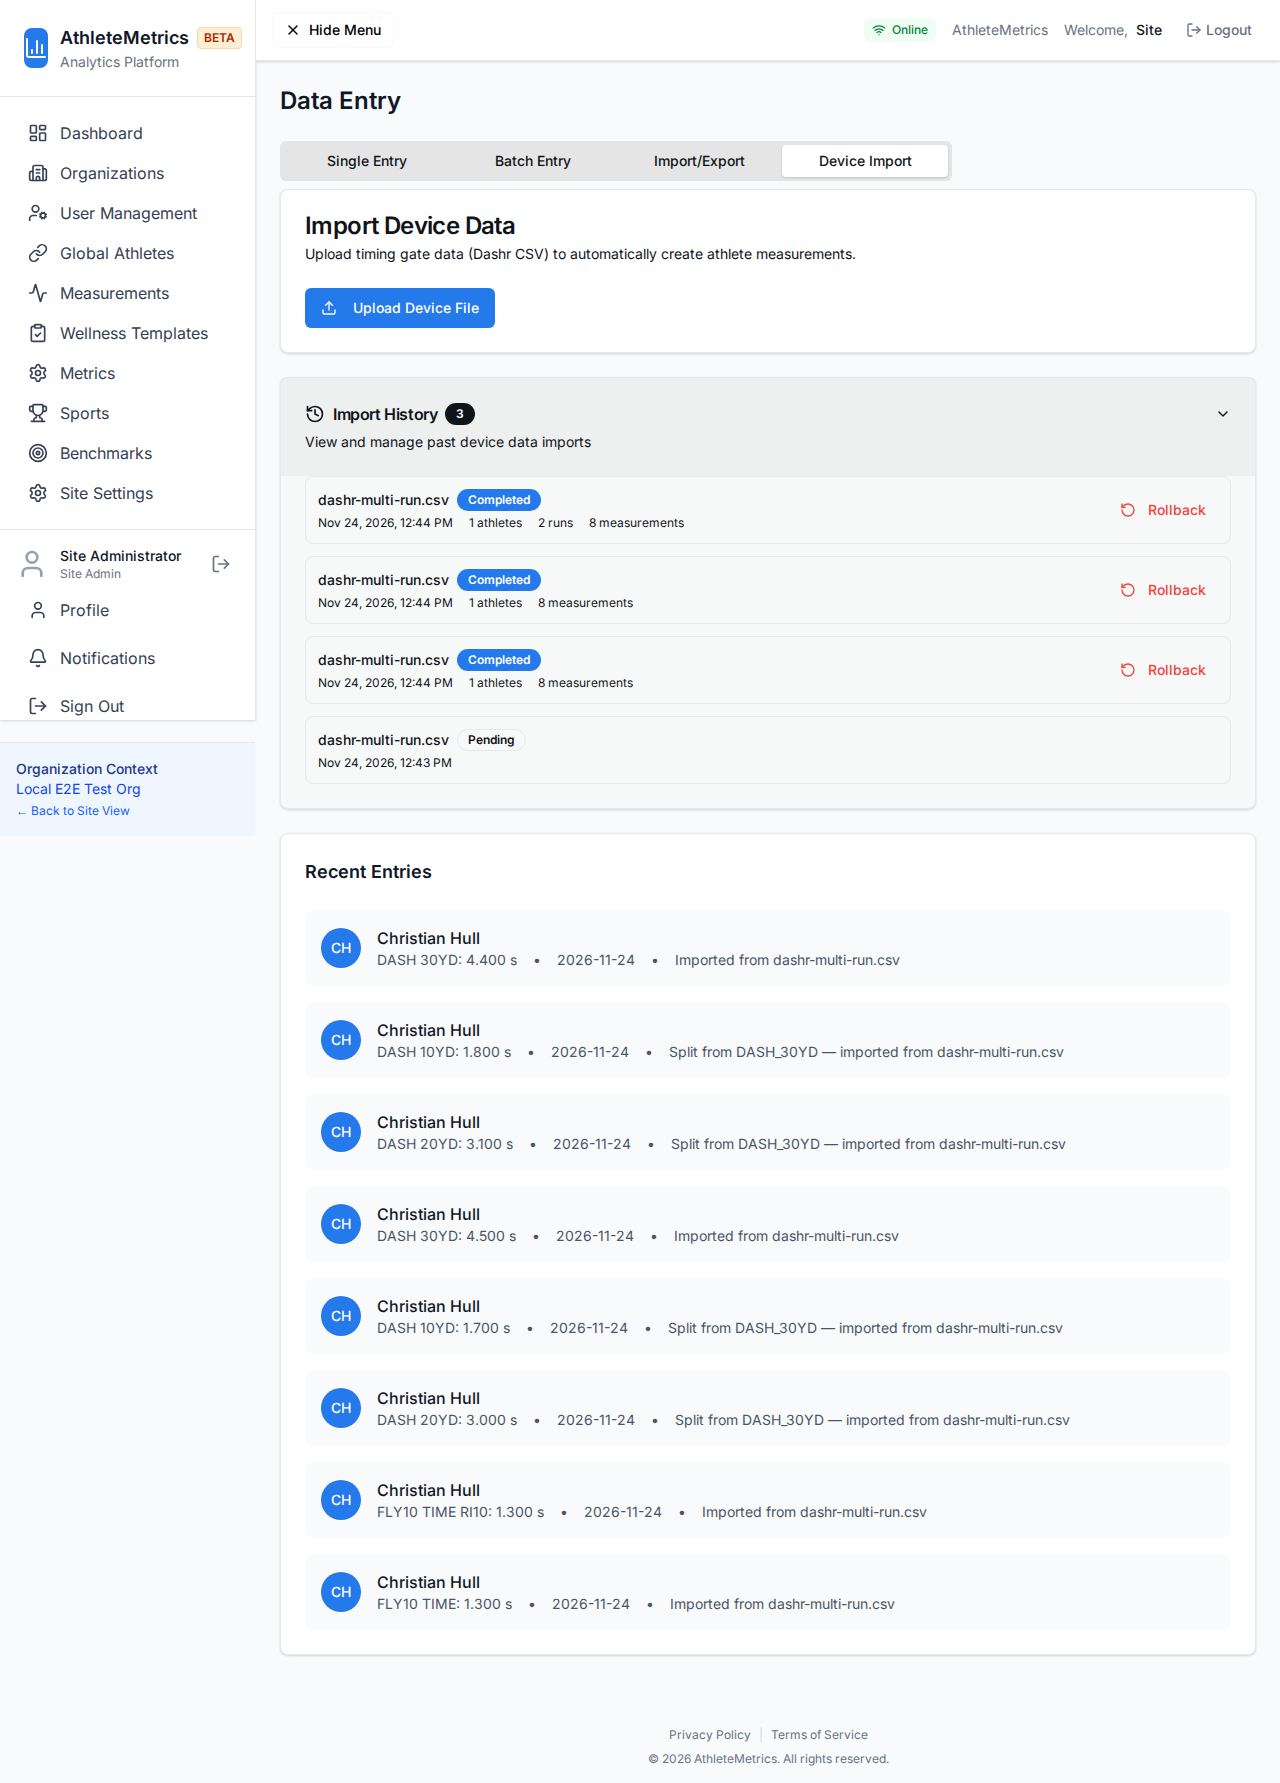 AthleteMetrics BETA
Analytics Platform
Dashboard
Organizations
User Management
Global Athletes
Measurements
Wellness Templates
Metrics
Sports
Benchmarks
Site Settings
Site Administrator
Site Admin
Profile
Notifications
Sign Out
Organization Context
Local E2E Test Org
← Back to Site View
Hide Menu
Online AthleteMetrics Welcome, Site Logout
Data Entry
Single Entry Batch Entry Import/Export Device Import
Import Device Data
Upload timing gate data (Dashr CSV) to automatically create athlete measurements.
Upload Device File
Import History 3
View and manage past device data imports
dashr-multi-run.csv Completed
Nov 24, 2026, 12:44 PM 1 athletes 2 runs 8 measurements
Rollback
dashr-multi-run.csv Completed
Nov 24, 2026, 12:44 PM 1 athletes 8 measurements
Rollback
dashr-multi-run.csv Completed
Nov 24, 2026, 12:44 PM 1 athletes 8 measurements
Rollback
dashr-multi-run.csv Pending
Nov 24, 2026, 12:43 PM
Recent Entries
CH
Christian Hull
DASH 30YD: 4.400 s • 2026-11-24 • Imported from dashr-multi-run.csv
CH
Christian Hull
DASH 10YD: 1.800 s • 2026-11-24 • Split from DASH_30YD — imported from dashr-multi-run.csv
CH
Christian Hull
DASH 20YD: 3.100 s • 2026-11-24 • Split from DASH_30YD — imported from dashr-multi-run.csv
CH
Christian Hull
DASH 30YD: 4.500 s • 2026-11-24 • Imported from dashr-multi-run.csv
CH
Christian Hull
DASH 10YD: 1.700 s • 2026-11-24 • Split from DASH_30YD — imported from dashr-multi-run.csv
CH
Christian Hull
DASH 20YD: 3.000 s • 2026-11-24 • Split from DASH_30YD — imported from dashr-multi-run.csv
CH
Christian Hull
FLY10 TIME RI10: 1.300 s • 2026-11-24 • Imported from dashr-multi-run.csv
CH
Christian Hull
FLY10 TIME: 1.300 s • 2026-11-24 • Imported from dashr-multi-run.csv
Privacy Policy | Terms of Service
© 2026 AthleteMetrics. All rights reserved.